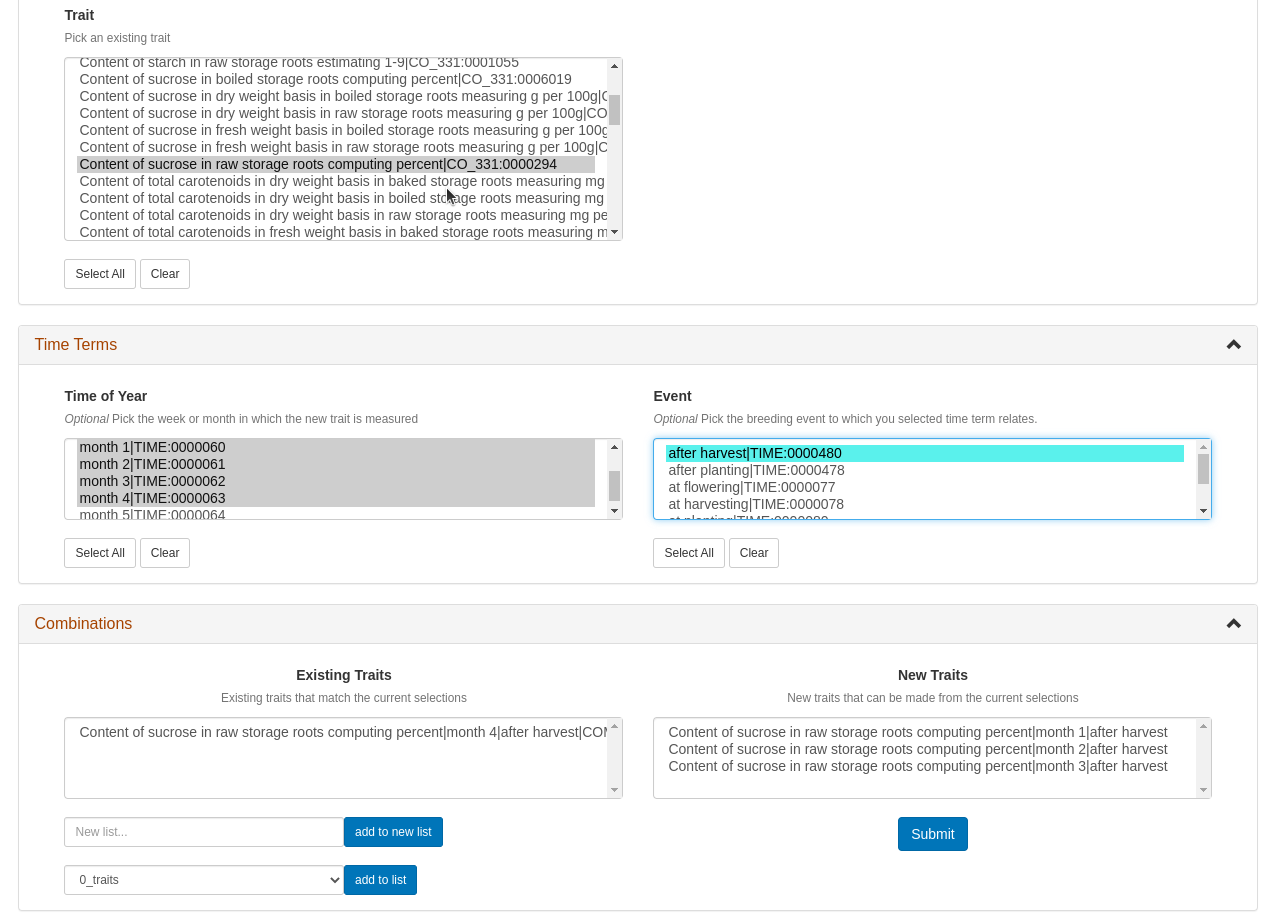 Trait
Pick an existing trait
Content of starch in raw storage roots estimating 1-9|CO_331:0001055
Content of sucrose in boiled storage roots computing percent|CO_331:0006019
Content of sucrose in dry weight basis in boiled storage roots measuring g per 100g|C
Content of sucrose in dry weight basis in raw storage roots measuring g per 100g|CO
Content of sucrose in fresh weight basis in boiled storage roots measuring g per 100g
Content of sucrose in fresh weight basis in raw storage roots measuring g per 100g|C
Content of sucrose in raw storage roots computing percent|CO_331:0000294
Content of total carotenoids in dry weight basis in baked storage roots measuring mg
Content of total carotenoids in dry weight basis in boiled storage roots measuring mg
Content of total carotenoids in dry weight basis in raw storage roots measuring mg pe
Content of total carotenoids in fresh weight basis in baked storage roots measuring m
Select All Clear
Time Terms
Time of Year
Optional Pick the week or month in which the new trait is measured
month 1|TIME:0000060
month 2|TIME:0000061
month 3|TIME:0000062
month 4|TIME:0000063
month 5|TIME:0000064
Select All Clear
Event
Optional Pick the breeding event to which you selected time term relates.
after harvest|TIME:0000480
after planting|TIME:0000478
at flowering|TIME:0000077
at harvesting|TIME:0000078
Select All Clear
Combinations
Existing Traits
Existing traits that match the current selections
Content of sucrose in raw storage roots computing percent|month 4|after harvest|COM
New list...
add to new list
0_traits
add to list
New Traits
New traits that can be made from the current selections
Content of sucrose in raw storage roots computing percent|month 1|after harvest
Content of sucrose in raw storage roots computing percent|month 2|after harvest
Content of sucrose in raw storage roots computing percent|month 3|after harvest
Submit